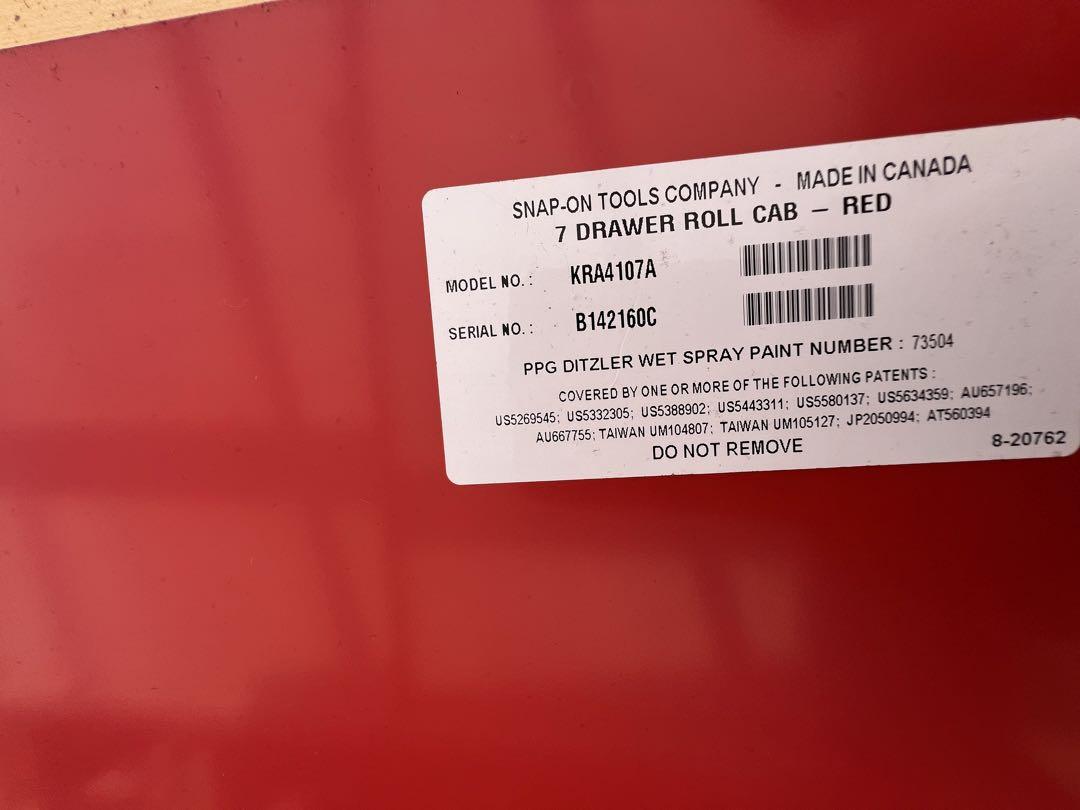 SNAP-ON TOOLS COMPANY - MADE IN CANADA
7 DRAWER ROLL CAB – RED
MODEL NO. : KRA4107A
SERIAL NO. : B142160C
PPG DITZLER WET SPRAY PAINT NUMBER : 73504
COVERED BY ONE OR MORE OF THE FOLLOWING PATENTS :
US5269545; US5332305; US5388902; US5443311; US5580137; US5634359; AU657196;
AU667755; TAIWAN UM104807; TAIWAN UM105127; JP2050994; AT560394
DO NOT REMOVE
8-20762